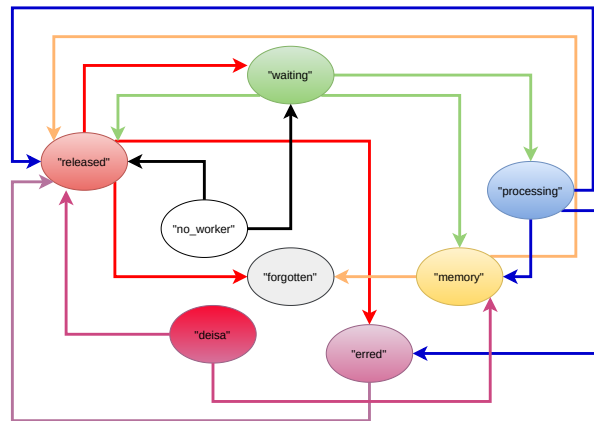 "waiting"
"released"
"processing"
"no_worker"
"forgotten"
"memory"
"deisa"
"erred"